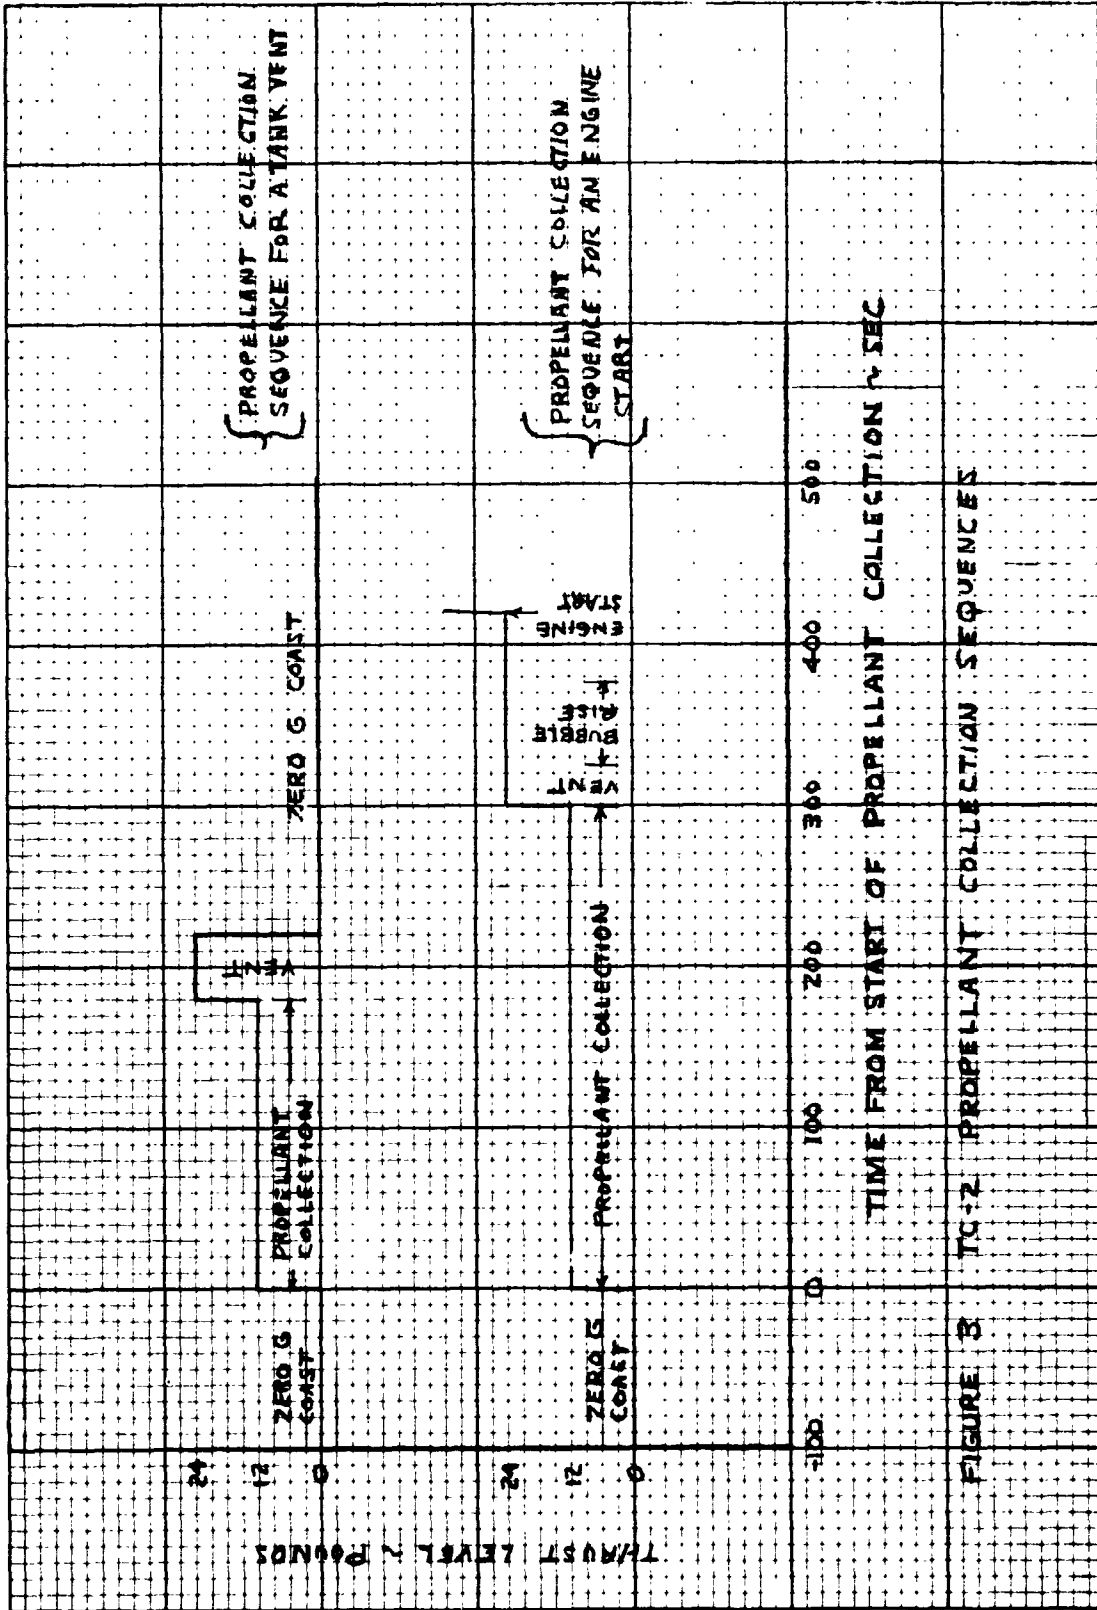 PROPELLANT COLLECTION
SEQUENCE FOR A TANK VENT
24
12
0
ZERO G
COAST
PROPELLANT
COLLECTION
ZERO G COAST
PROPELLANT COLLECTION
SEQUENCE FOR AN ENGINE
START
24
12
0
ZERO G
COAST
PROPELLANT COLLECTION
VENT
BUBBLE
RISE
ENGINE
START
THRUST LEVEL ~ POUNDS
-100 0 100 200 300 400 500
TIME FROM START OF PROPELLANT COLLECTION ~ SEC
FIGURE 3 TC-2 PROPELLANT COLLECTION SEQUENCES